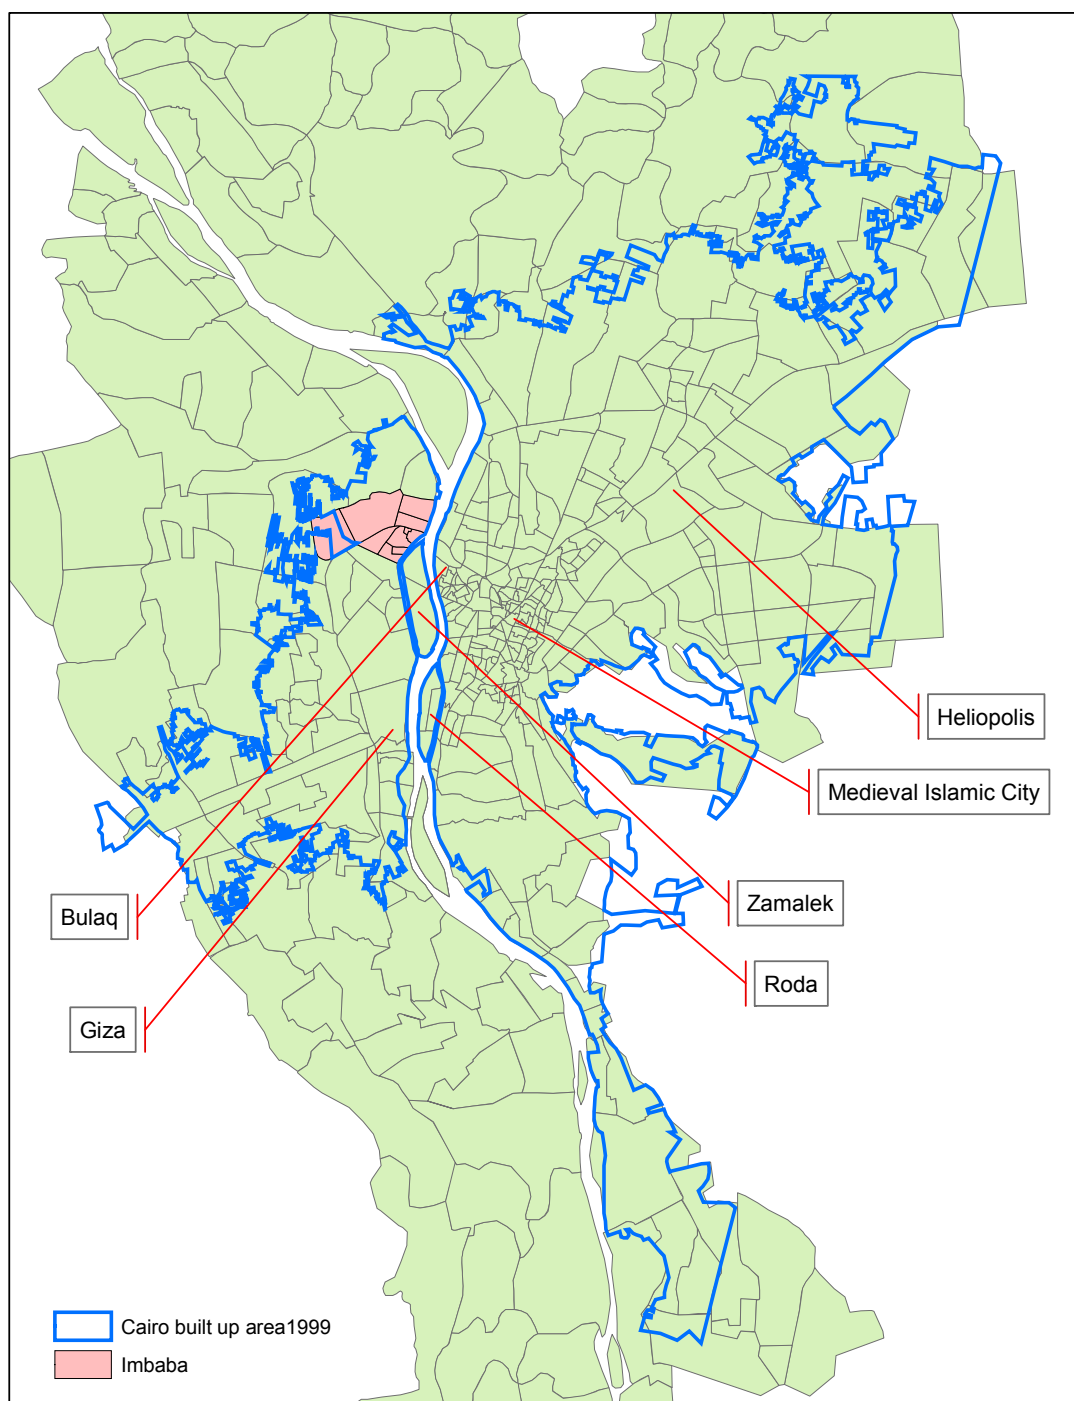 Heliopolis
Medieval Islamic City
Zamalek
Bulaq
Roda
Giza
Cairo built up area1999
Imbaba